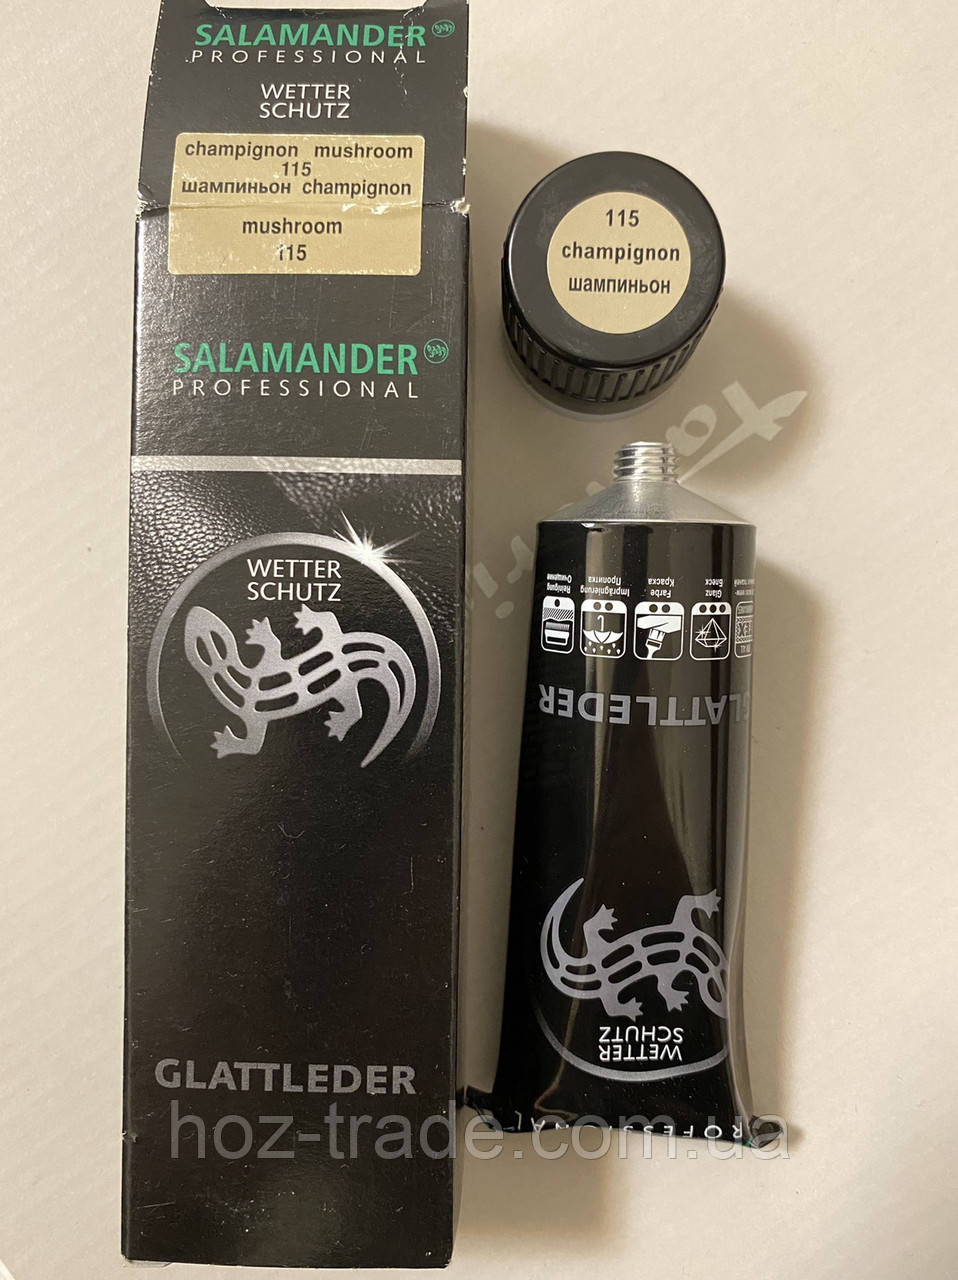 SALAMANDER
PROFESSIONAL
WETTER
SCHUTZ
champignon mushroom
115
шампиньон champignon
mushroom
115
SALAMANDER
PROFESSIONAL
WETTER
SCHUTZ
GLATTLEDER
115
champignon
шампиньон
Reinigung
Очищение
Imprägnierung
Пропитка
Farbe
Краска
Glanz
Блеск
GLATTLEDER
WETTER
SCHUTZ
PROFESSIONAL
hoz-trade.com.ua